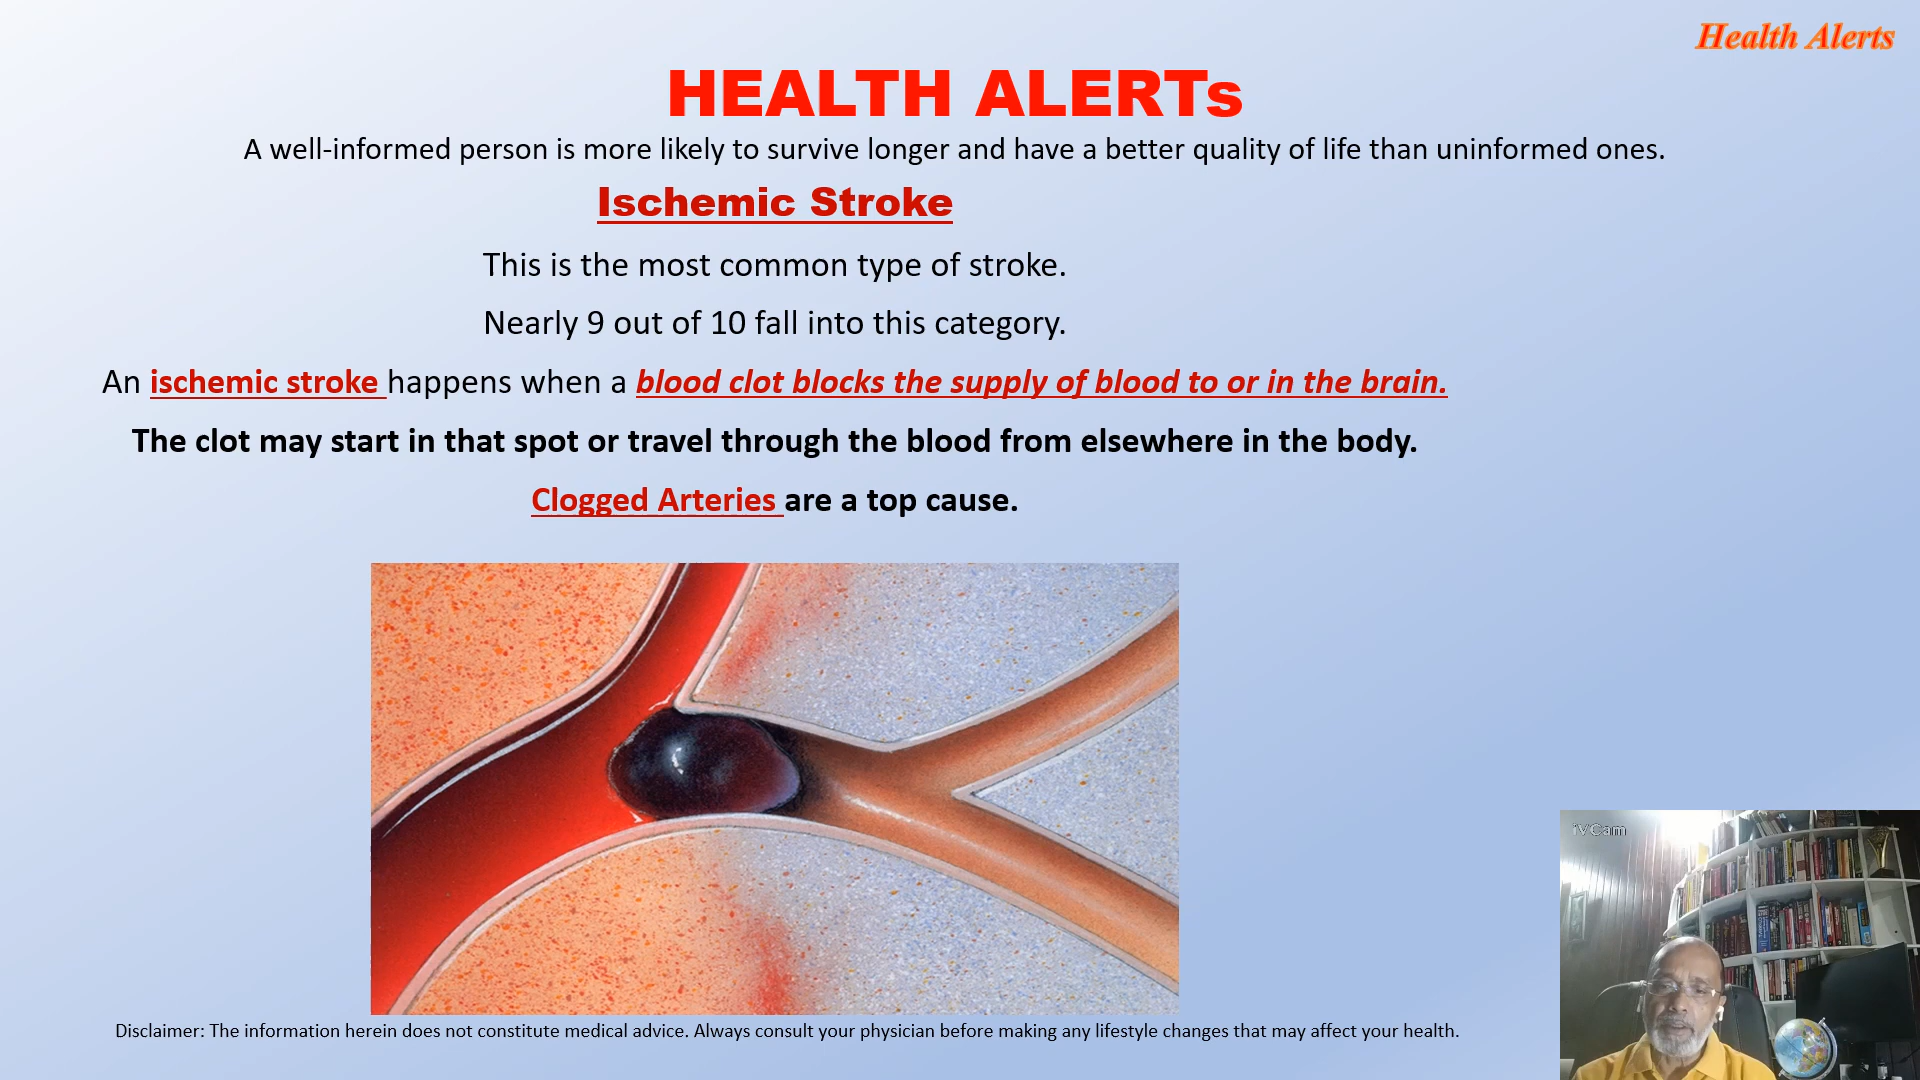 Health Alerts
HEALTH ALERTs
A well-informed person is more likely to survive longer and have a better quality of life than uninformed ones.
Ischemic Stroke
This is the most common type of stroke.
Nearly 9 out of 10 fall into this category.
An ischemic stroke happens when a blood clot blocks the supply of blood to or in the brain.
The clot may start in that spot or travel through the blood from elsewhere in the body.
Clogged Arteries are a top cause.
iVCam
Disclaimer: The information herein does not constitute medical advice. Always consult your physician before making any lifestyle changes that may affect your health.